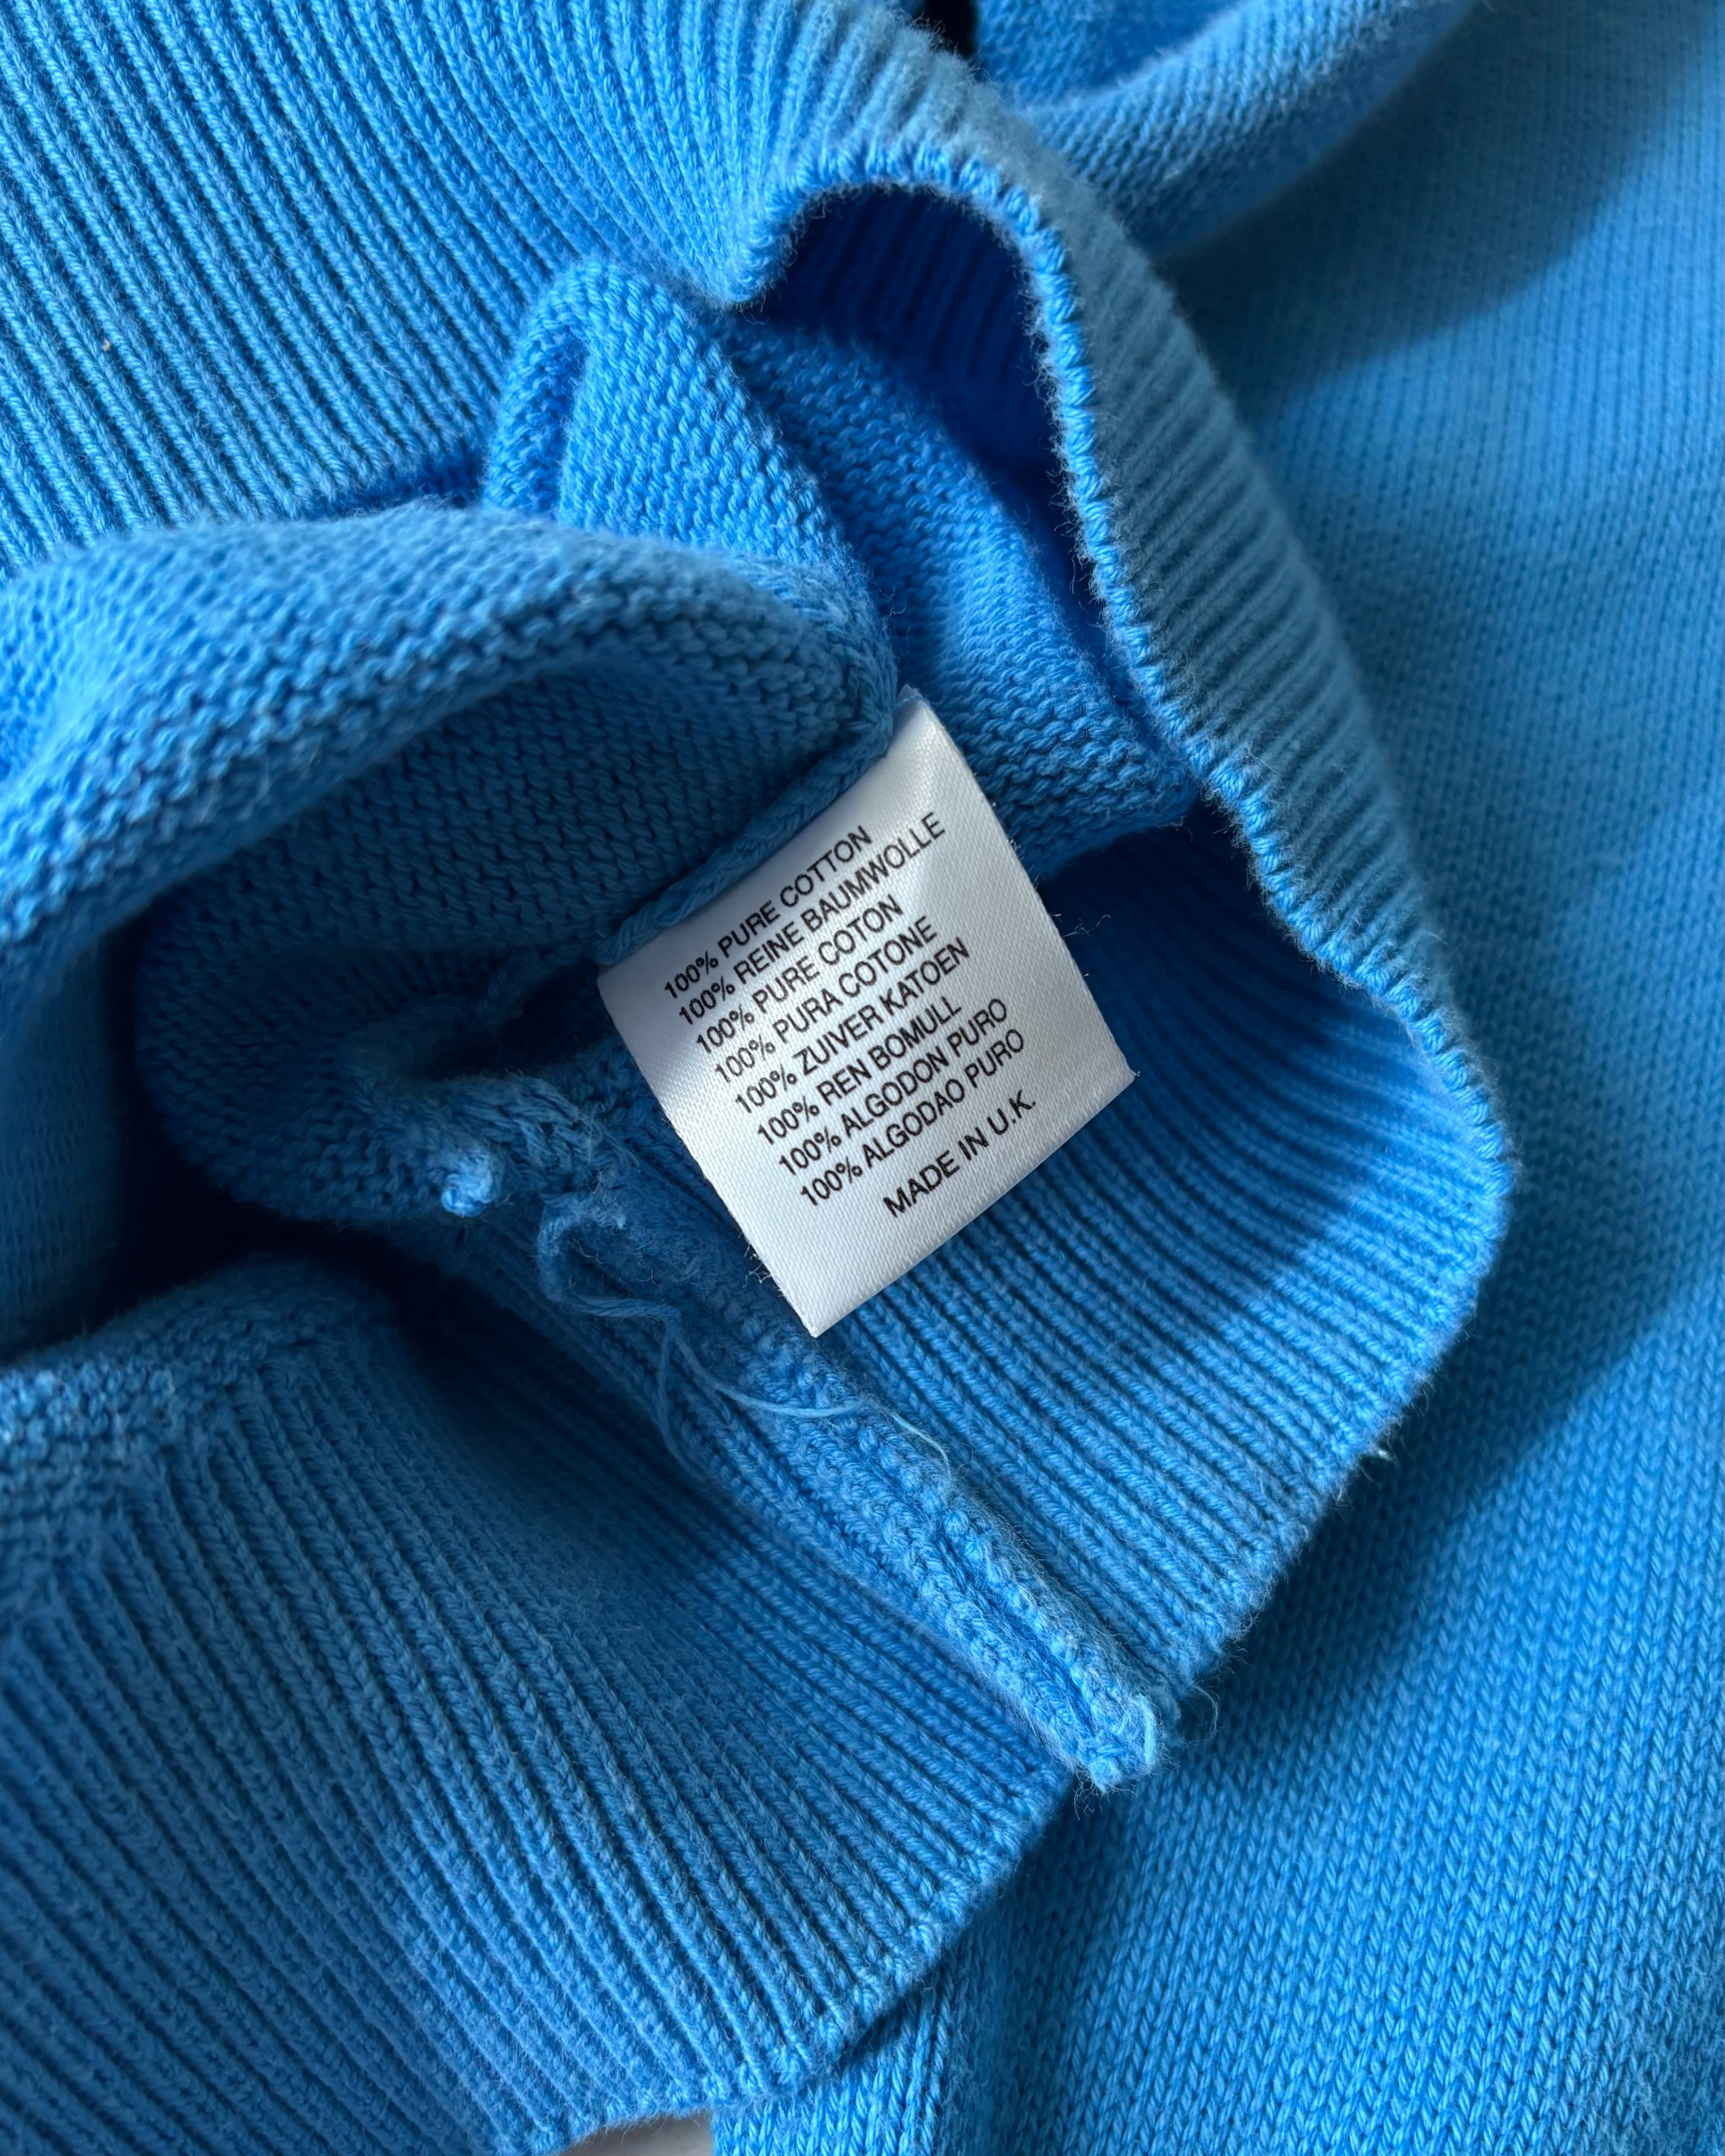 100% PURE COTTON
100% REINE BAUMWOLLE
100% PURE COTON
100% PURA COTONE
100% ZUIVER KATOEN
100% REN BOMULL
100% ALGODON PURO
100% ALGODAO PURO
MADE IN U.K.